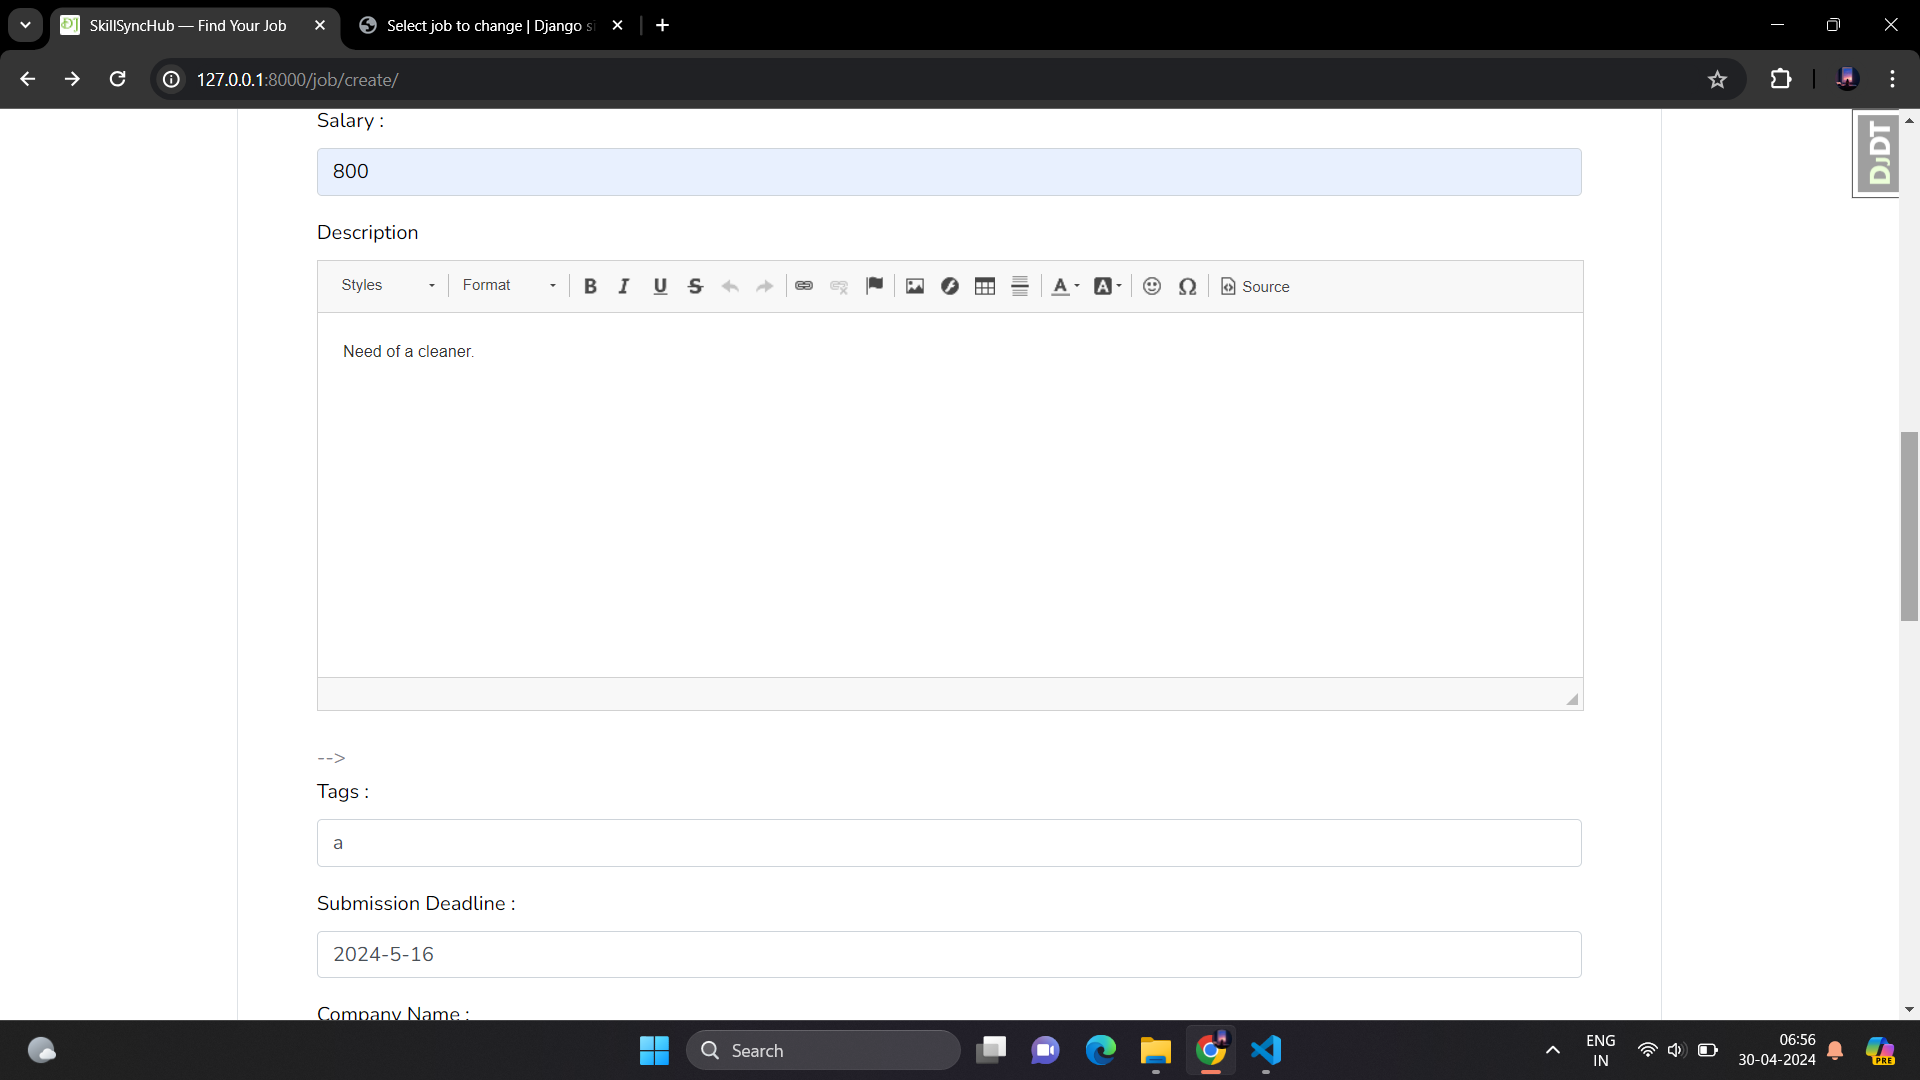 SkillSyncHub — Find Your Job
Select job to change | Django si
127.0.0.1:8000/job/create/
DJDT
Salary :
800
Description
Styles Format B I U S A A Ω Source
Need of a cleaner.
-->
Tags :
a
Submission Deadline :
2024-5-16
Company Name :
Search
ENG
IN
06:56
30-04-2024
PRE